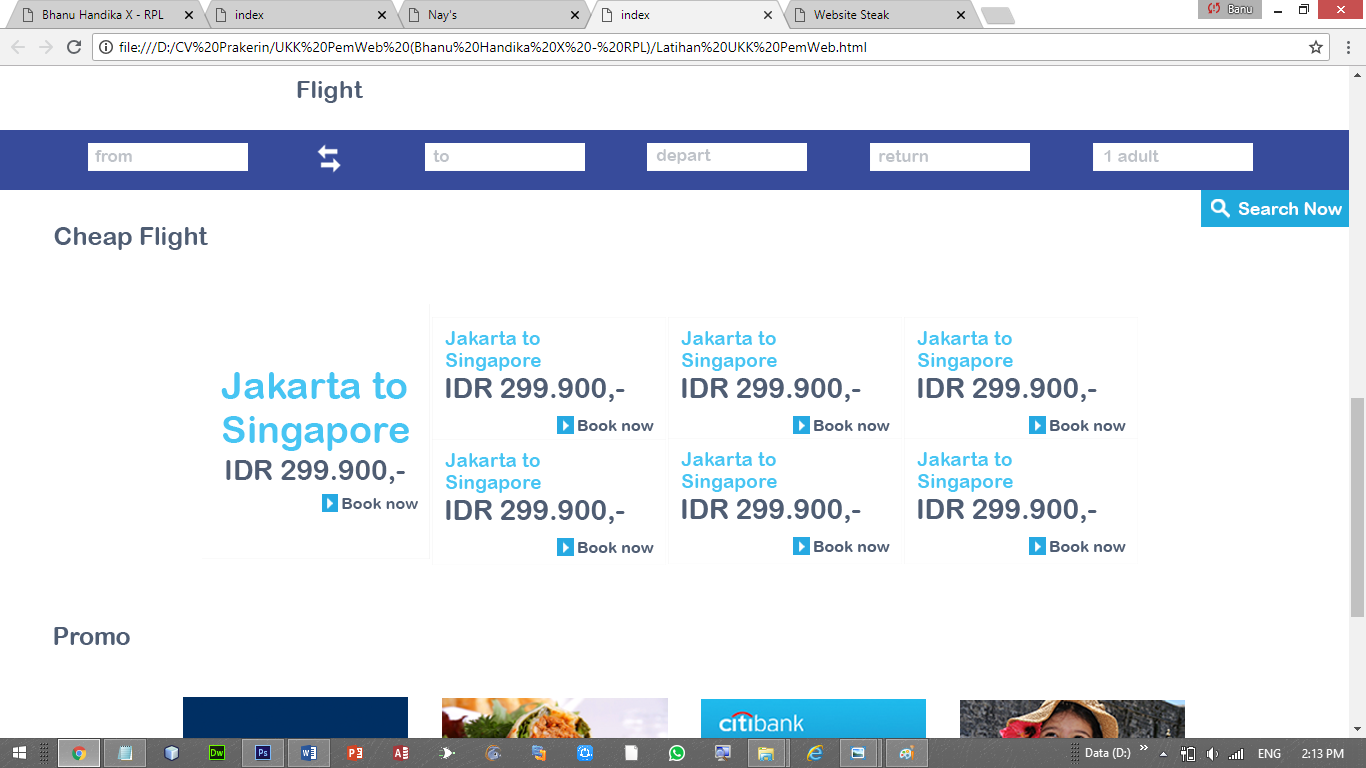 Bhanu Handika X - RPL
index
Nay's
index
Website Steak
Banu
file:///D:/CV%20Prakerin/UKK%20PemWeb%20(Bhanu%20Handika%20X%20-%20RPL)/Latihan%20UKK%20PemWeb.html
Flight
from
to
depart
return
1 adult
Search Now
Cheap Flight
Jakarta to
Singapore
IDR 299.900,-
Book now
Jakarta to
Singapore
IDR 299.900,-
Book now
Jakarta to
Singapore
IDR 299.900,-
Book now
Jakarta to
Singapore
IDR 299.900,-
Book now
Jakarta to
Singapore
IDR 299.900,-
Book now
Jakarta to
Singapore
IDR 299.900,-
Book now
Jakarta to
Singapore
IDR 299.900,-
Book now
Promo
citibank
Dw
Ps
Data (D:)
ENG
2:13 PM